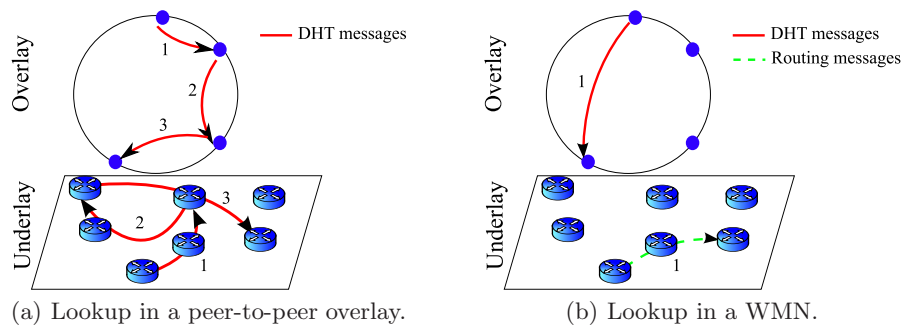 Overlay
1
2
3
DHT messages
Underlay
1
2
3
(a) Lookup in a peer-to-peer overlay.
Overlay
1
DHT messages
Routing messages
Underlay
1
(b) Lookup in a WMN.